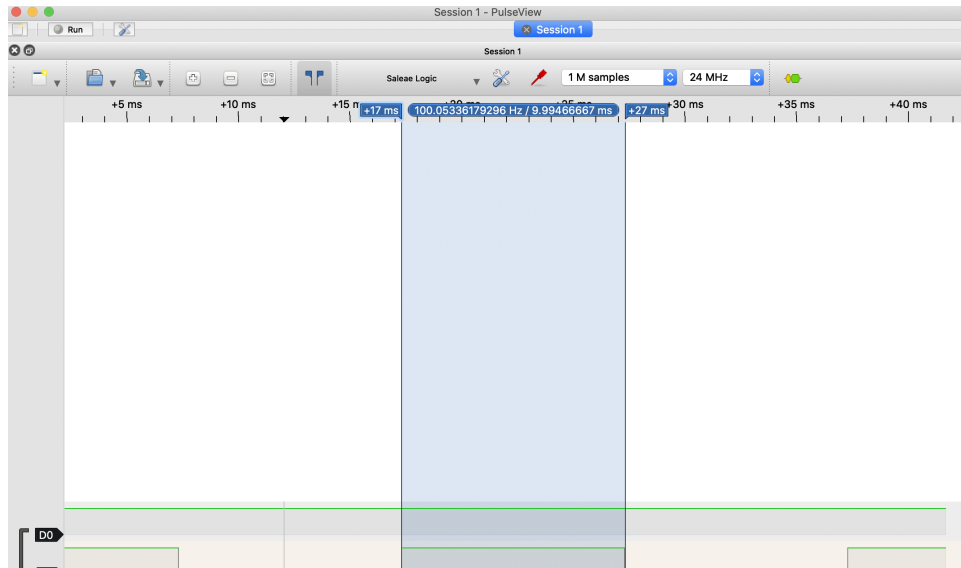 Session 1 - PulseView
Run
Session 1
Session 1
Saleae Logic
1 M samples
24 MHz
+5 ms
+10 ms
+15
+17 ms
100.05336179296 Hz / 9.99466667 ms
+27 ms
+30 ms
+35 ms
+40 ms
D0